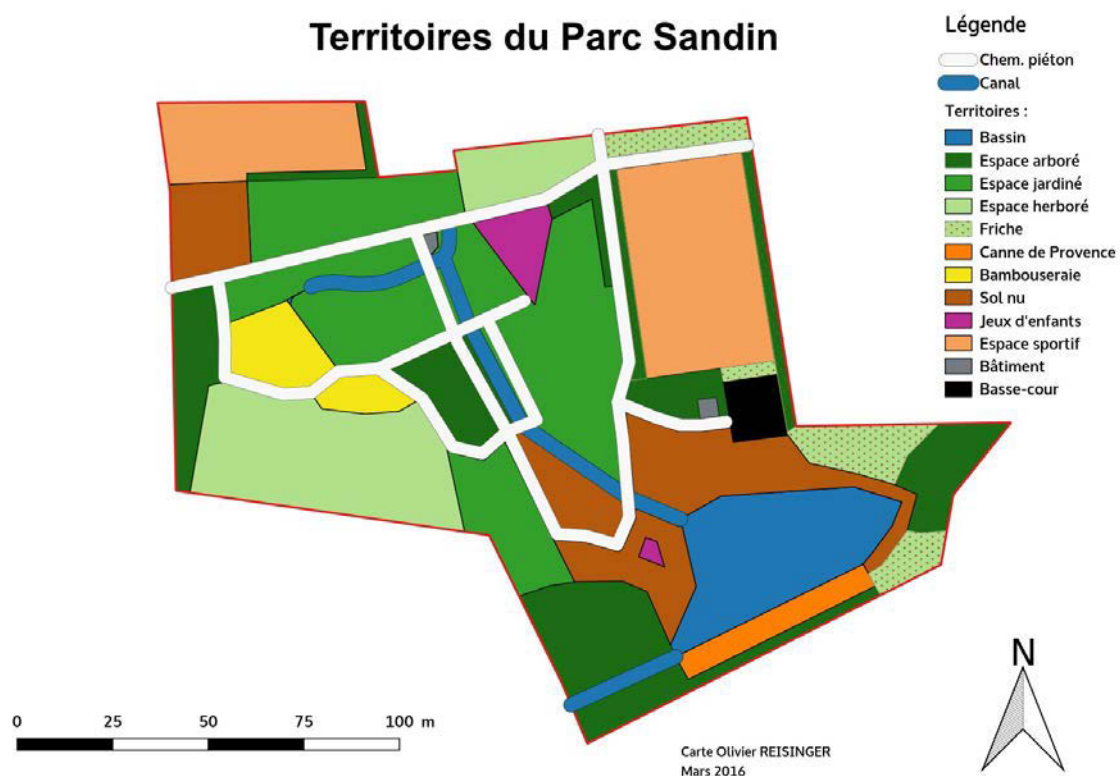 Territoires du Parc Sandin
Légende
Chem. piéton
Canal
Territoires :
Bassin
Espace arboré
Espace jardiné
Espace herboré
Friche
Canne de Provence
Bambouseraie
Sol nu
Jeux d'enfants
Espace sportif
Bâtiment
Basse-cour
N
0 25 50 75 100 m
Carte Olivier REISINGER
Mars 2016